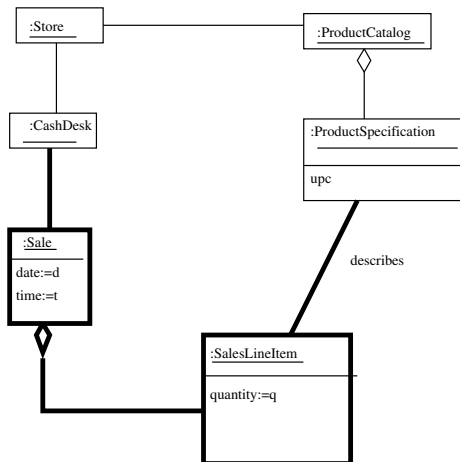 :Store
:ProductCatalog
:CashDesk
:ProductSpecification
upc
:Sale
date:=d
time:=t
describes
:SalesLineItem
quantity:=q